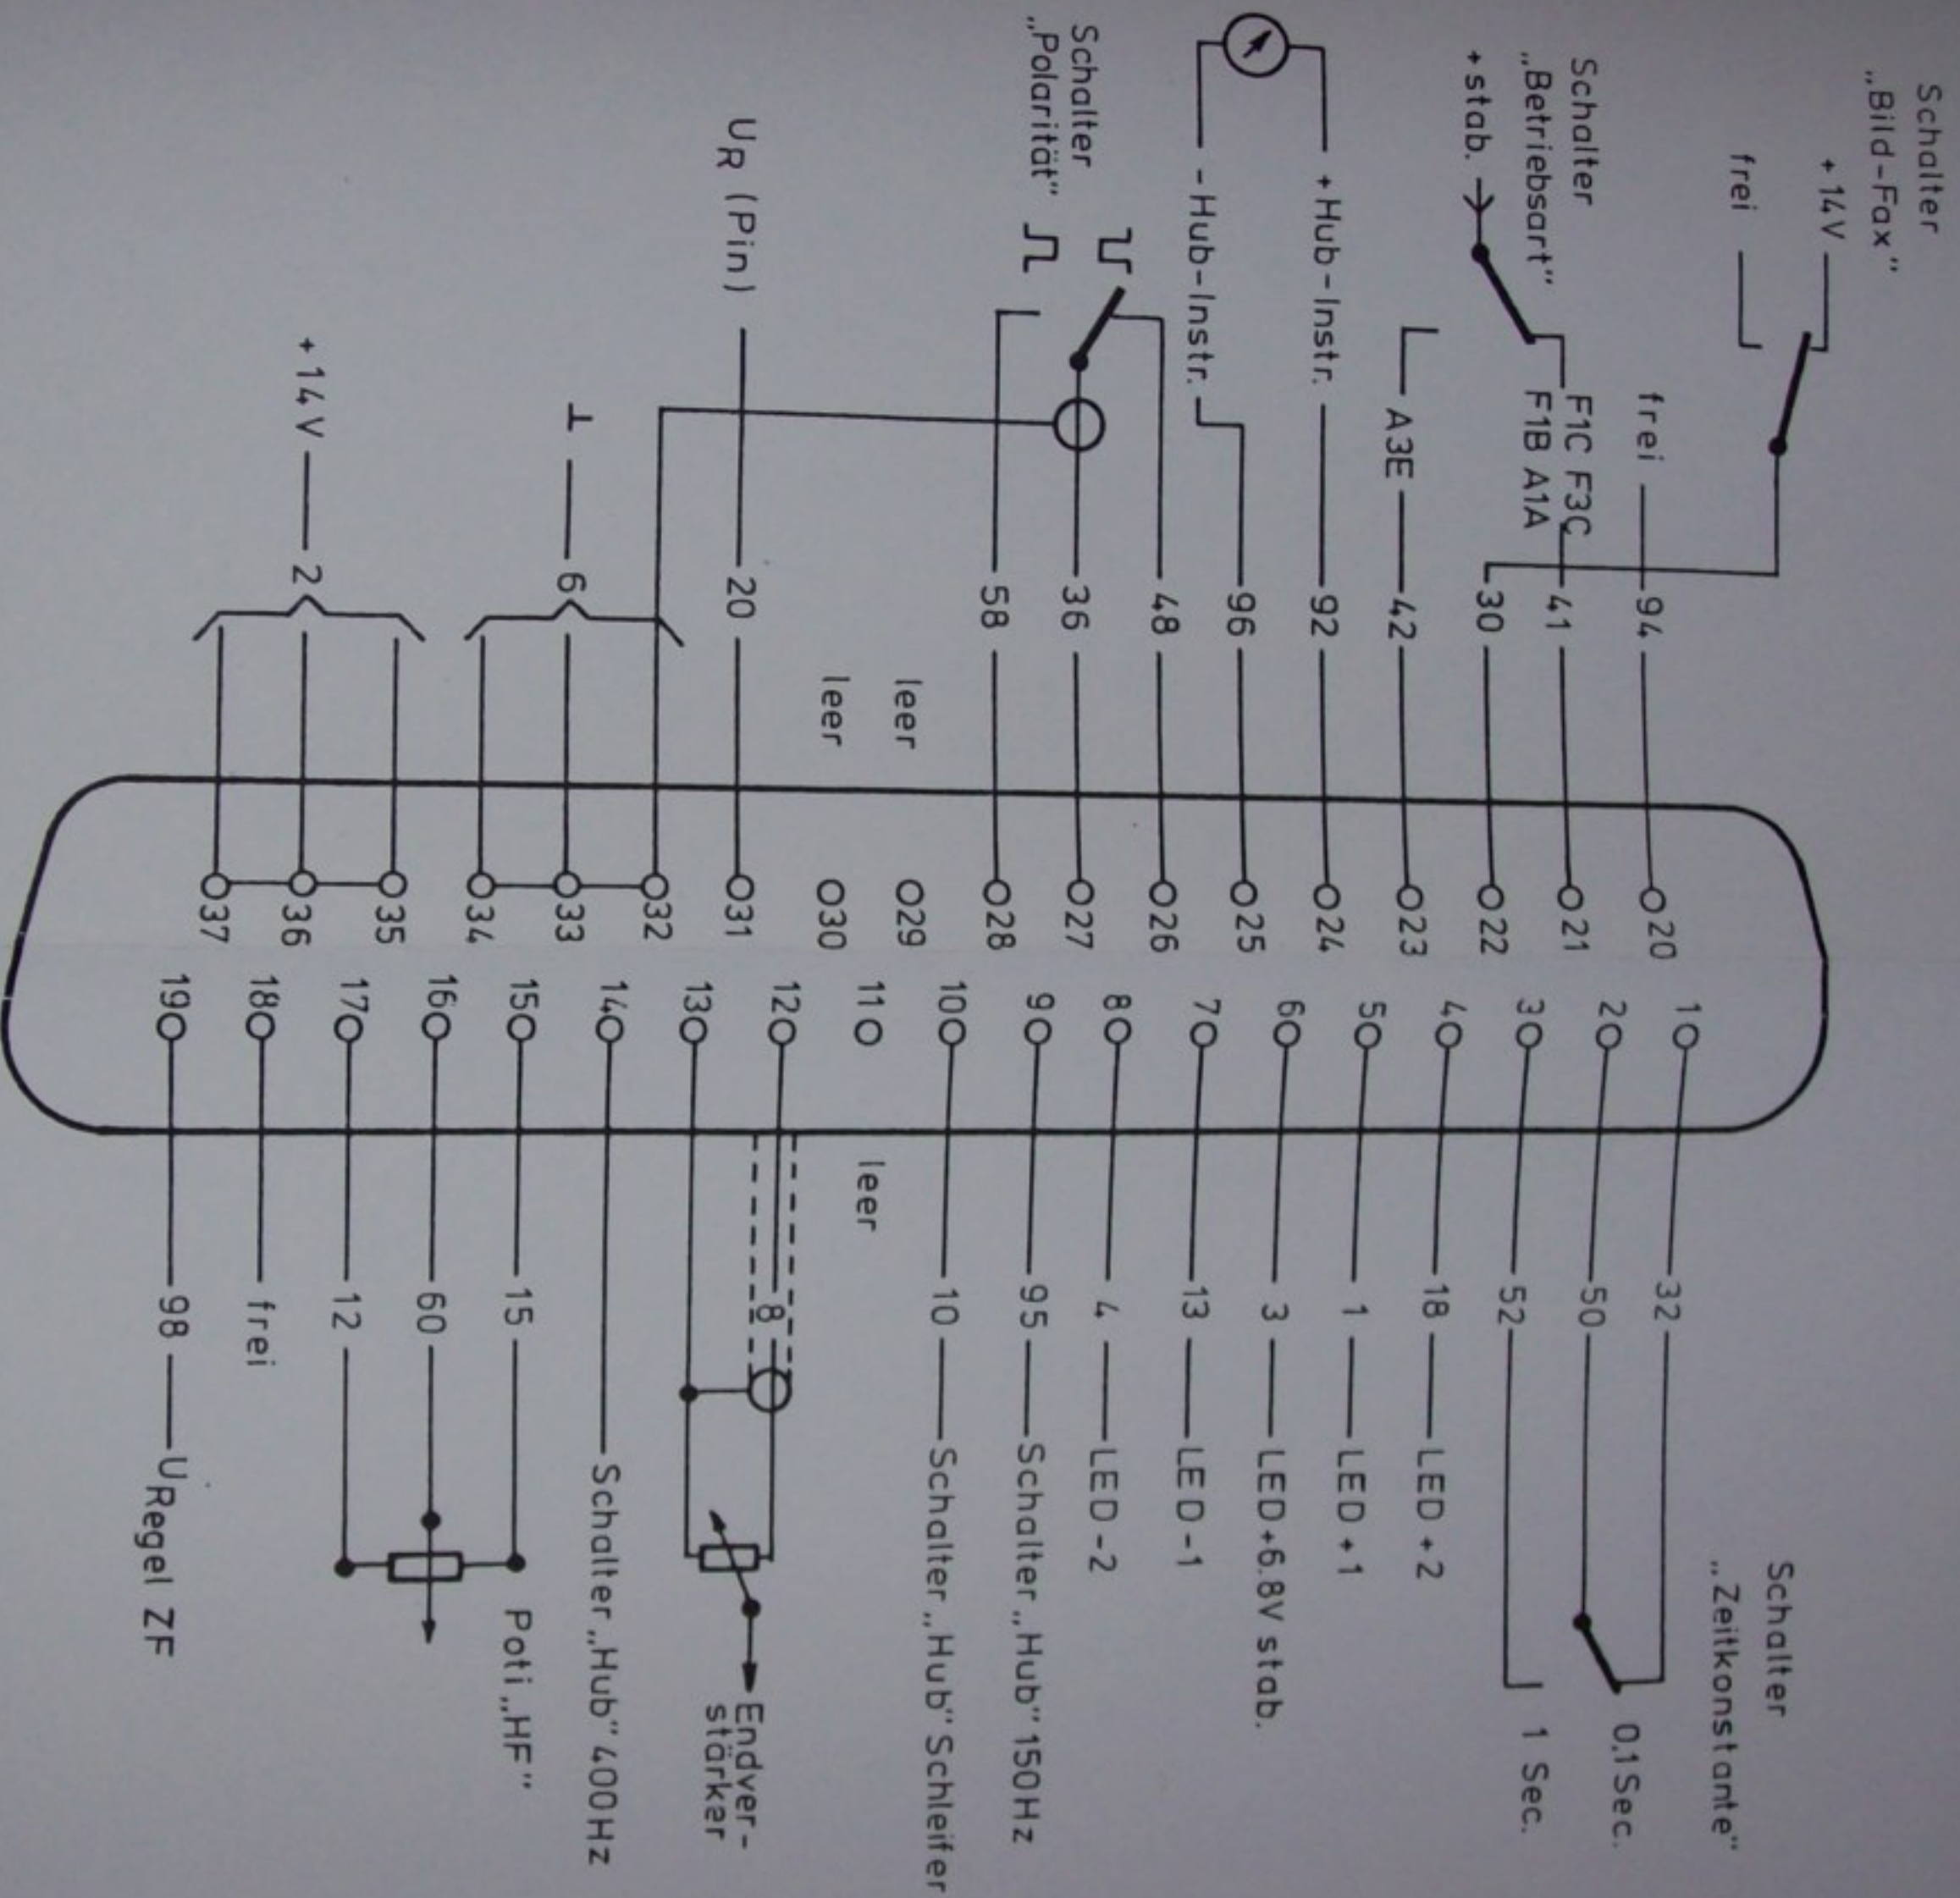 Schalter
„Bild-Fax"
+14V
frei
frei — 94 — 20
Schalter
„Betriebsart"
+stab.
F1C F3C
F1B A1A
41 — 21
30 — 22
A3E — 42 — 23
+Hub-Instr. — 92 — 24
-Hub-Instr. 96 — 25
Schalter
„Polarität"
48 — 26
36 — 27
58 — 28
leer 29
leer 30
UR (Pin) — 20 — 31
32
⊥ — 6 33
34
35
+14V — 2 36
37
Schalter
„Zeitkonstante"
1 — 32
0,1Sec.
2 — 50
3 — 52
1 Sec.
4 — 18 — LED+2
5 — 1 — LED+1
6 — 3 — LED+6.8V stab.
7 — 13 — LED-1
8 — 4 — LED-2
9 — 95 — Schalter „Hub" 150Hz
10 — 10 — Schalter „Hub" Schleifer
11 leer
12 — 8
Endver-
stärker
13
14 — Schalter „Hub" 400Hz
15 — 15
Poti „HF"
16 — 60
17 — 12
18 — frei
19 — 98 — URegel ZF